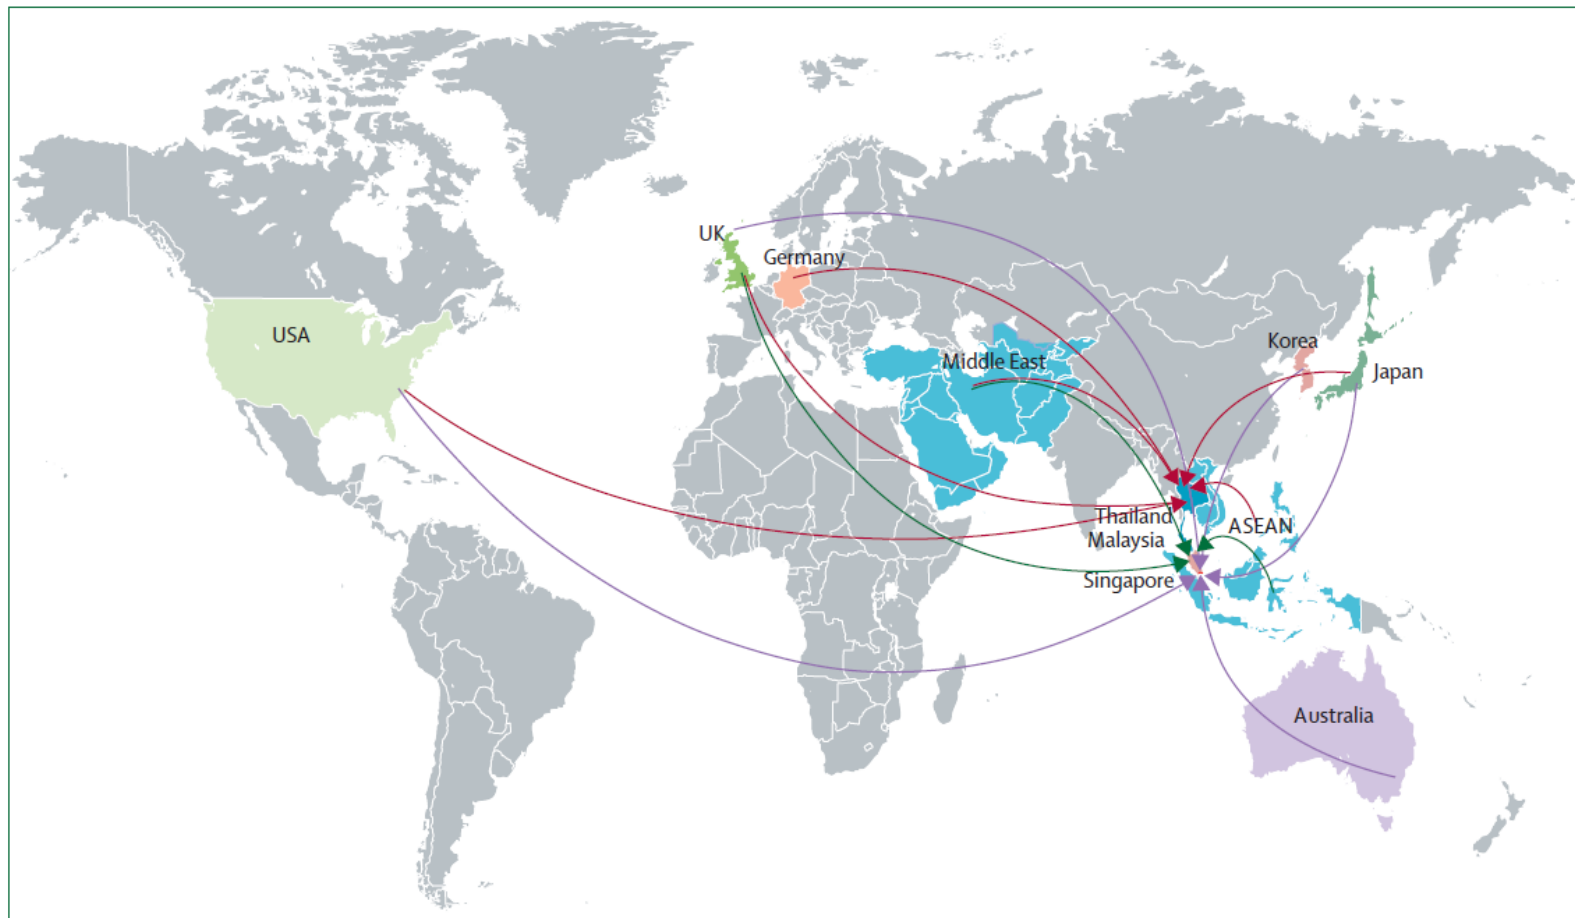 UK
Germany
USA
Middle East
Korea
Japan
Thailand
ASEAN
Malaysia
Singapore
Australia